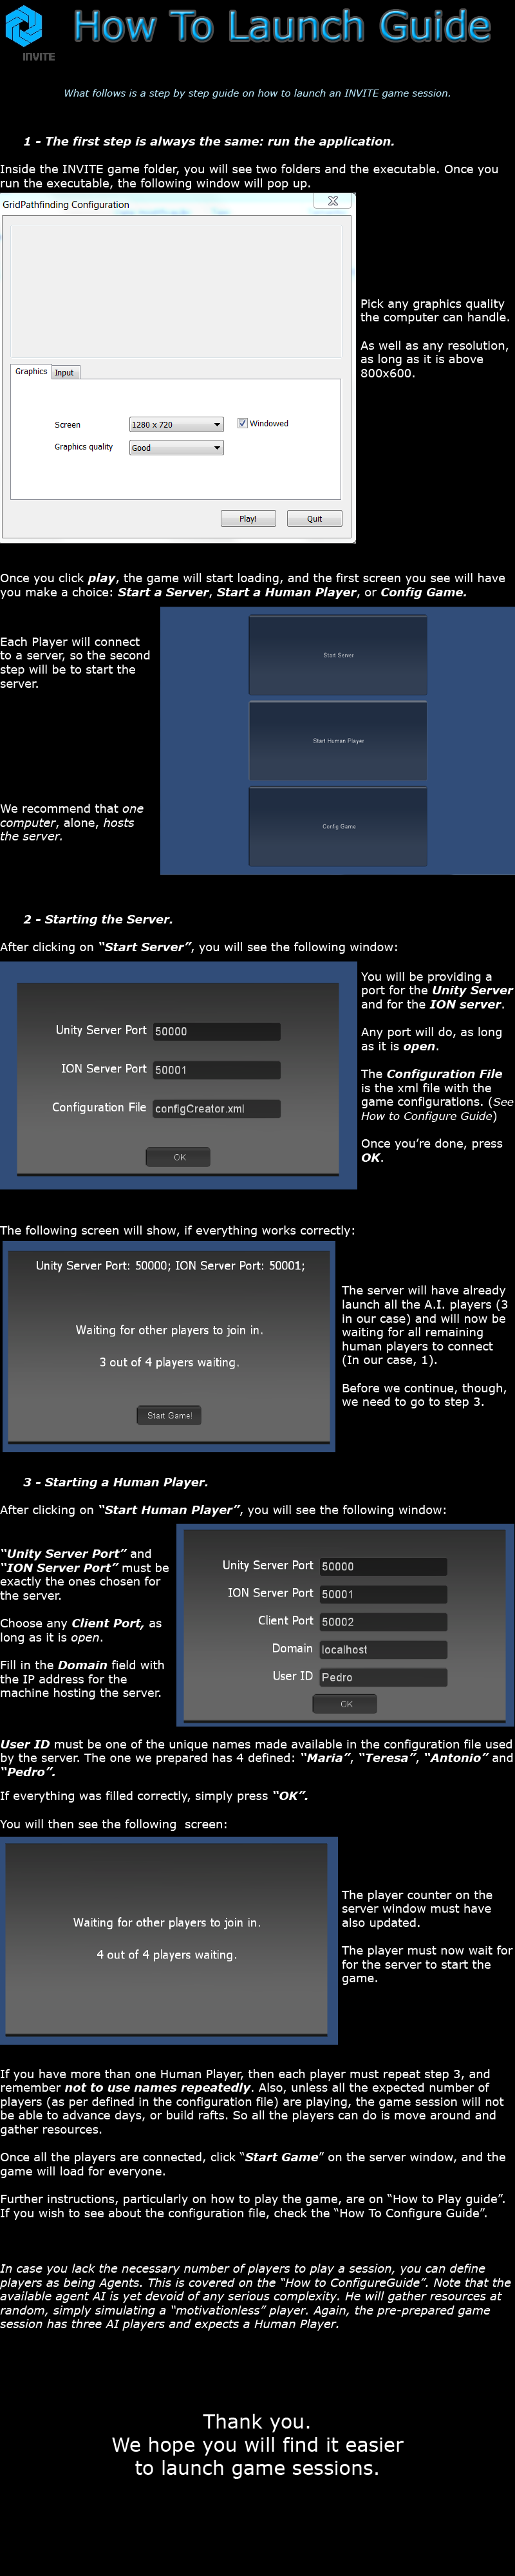 How To Launch Guide
INVITE
What follows is a step by step guide on how to launch an INVITE game session.
1 - The first step is always the same: run the application.
Inside the INVITE game folder, you will see two folders and the executable. Once you
run the executable, the following window will pop up.
GridPathfinding Configuration
Graphics
Input
Screen
1280 x 720
Windowed
Graphics quality
Good
Play!
Quit
Pick any graphics quality
the computer can handle.
As well as any resolution,
as long as it is above
800x600.
Once you click play, the game will start loading, and the first screen you see will have
you make a choice: Start a Server, Start a Human Player, or Config Game.
Each Player will connect
to a server, so the second
step will be to start the
server.
We recommend that one
computer, alone, hosts
the server.
Start Server
Start Human Player
Config Game
2 - Starting the Server.
After clicking on “Start Server”, you will see the following window:
Unity Server Port
50000
ION Server Port
50001
Configuration File
configCreator.xml
OK
You will be providing a
port for the Unity Server
and for the ION server.
Any port will do, as long
as it is open.
The Configuration File
is the xml file with the
game configurations. (See
How to Configure Guide)
Once you’re done, press
OK.
The following screen will show, if everything works correctly:
Unity Server Port: 50000; ION Server Port: 50001;
Waiting for other players to join in.
3 out of 4 players waiting.
Start Game!
The server will have already
launch all the A.I. players (3
in our case) and will now be
waiting for all remaining
human players to connect
(In our case, 1).
Before we continue, though,
we need to go to step 3.
3 - Starting a Human Player.
After clicking on “Start Human Player”, you will see the following window:
“Unity Server Port” and
“ION Server Port” must be
exactly the ones chosen for
the server.
Choose any Client Port, as
long as it is open.
Fill in the Domain field with
the IP address for the
machine hosting the server.
Unity Server Port
50000
ION Server Port
50001
Client Port
50002
Domain
localhost
User ID
Pedro
OK
User ID must be one of the unique names made available in the configuration file used
by the server. The one we prepared has 4 defined: “Maria”, “Teresa”, “Antonio” and
“Pedro”.
If everything was filled correctly, simply press “OK”.
You will then see the following screen:
Waiting for other players to join in.
4 out of 4 players waiting.
The player counter on the
server window must have
also updated.
The player must now wait for
for the server to start the
game.
If you have more than one Human Player, then each player must repeat step 3, and
remember not to use names repeatedly. Also, unless all the expected number of
players (as per defined in the configuration file) are playing, the game session will not
be able to advance days, or build rafts. So all the players can do is move around and
gather resources.
Once all the players are connected, click “Start Game” on the server window, and the
game will load for everyone.
Further instructions, particularly on how to play the game, are on “How to Play guide”.
If you wish to see about the configuration file, check the “How To Configure Guide”.
In case you lack the necessary number of players to play a session, you can define
players as being Agents. This is covered on the “How to ConfigureGuide”. Note that the
available agent AI is yet devoid of any serious complexity. He will gather resources at
random, simply simulating a “motivationless” player. Again, the pre-prepared game
session has three AI players and expects a Human Player.
Thank you.
We hope you will find it easier
to launch game sessions.